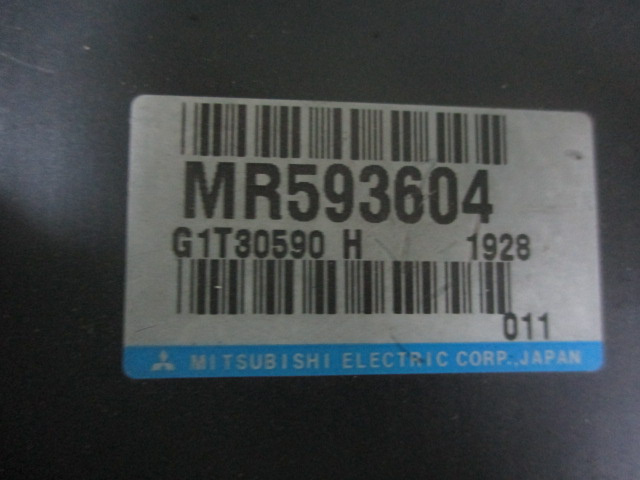 MR593604
G1T30590 H 1928
011
MITSUBISHI ELECTRIC CORP., JAPAN